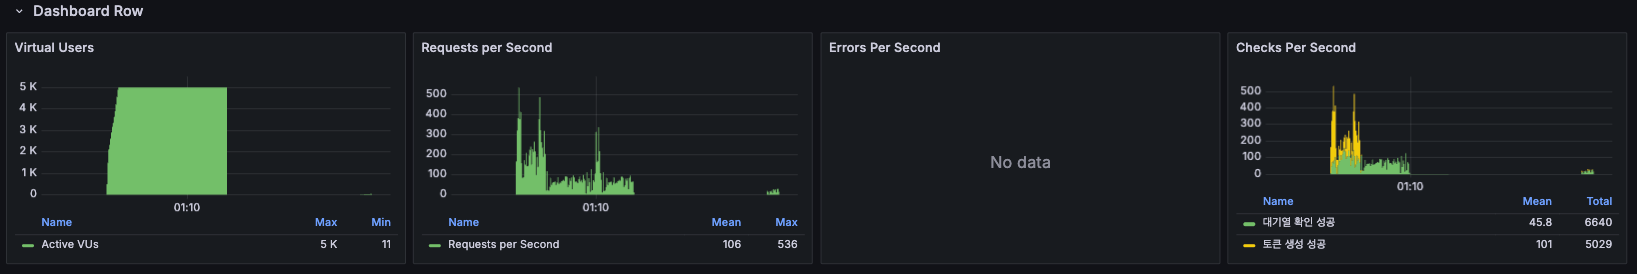 Dashboard Row
Virtual Users
5 K
4 K
3 K
2 K
1 K
0
01:10
Name Max Min
Active VUs 5 K 11
Requests per Second
500
400
300
200
100
0
01:10
Name Mean Max
Requests per Second 106 536
Errors Per Second
No data
Checks Per Second
500
400
300
200
100
0
01:10
Name Mean Total
대기열 확인 성공 45.8 6640
토큰 생성 성공 101 5029